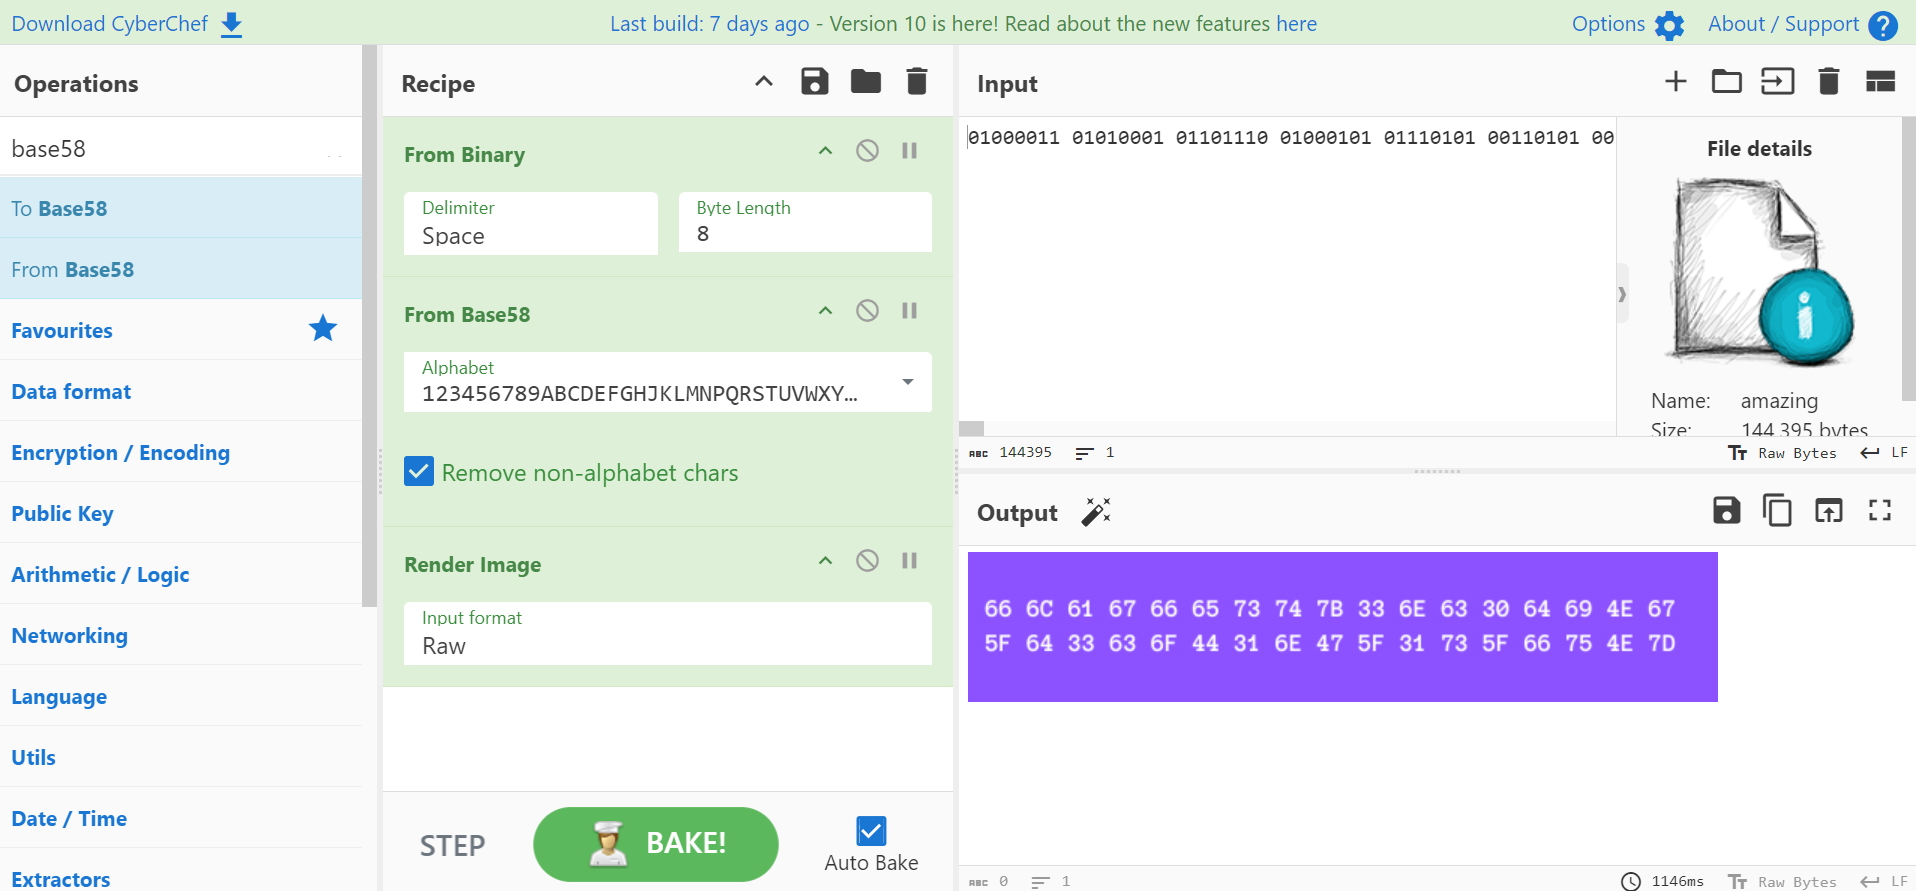 Download CyberChef
Last build: 7 days ago - Version 10 is here! Read about the new features here
Options
About / Support
Operations
base58
To Base58
From Base58
Favourites
Data format
Encryption / Encoding
Public Key
Arithmetic / Logic
Networking
Language
Utils
Date / Time
Extractors
Recipe
From Binary
Delimiter
Space
Byte Length
8
From Base58
Alphabet
123456789ABCDEFGHJKLMNPQRSTUVWXY…
Remove non-alphabet chars
Render Image
Input format
Raw
STEP
BAKE!
Auto Bake
Input
01000011 01010001 01101110 01000101 01110101 00110101 00
File details
Name: amazing
Size: 144,395 bytes
ABC 144395 1
Raw Bytes LF
Output
66 6C 61 67 66 65 73 74 7B 33 6E 63 30 64 69 4E 67
5F 64 33 63 6F 44 31 6E 47 5F 31 73 5F 66 75 4E 7D
ABC 0 1
1146ms Raw Bytes LF